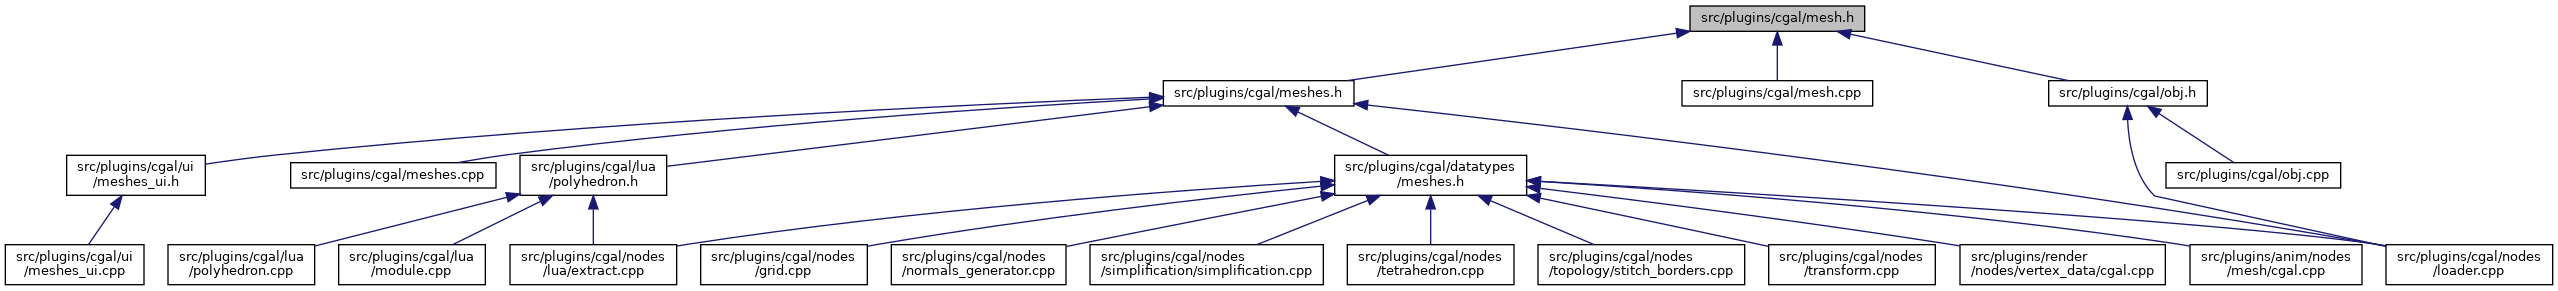 src/plugins/cgal/mesh.h
src/plugins/cgal/meshes.h
src/plugins/cgal/mesh.cpp
src/plugins/cgal/obj.h
src/plugins/cgal/ui
/meshes_ui.h
src/plugins/cgal/meshes.cpp
src/plugins/cgal/lua
/polyhedron.h
src/plugins/cgal/datatypes
/meshes.h
src/plugins/cgal/obj.cpp
src/plugins/cgal/ui
/meshes_ui.cpp
src/plugins/cgal/lua
/polyhedron.cpp
src/plugins/cgal/lua
/module.cpp
src/plugins/cgal/nodes
/lua/extract.cpp
src/plugins/cgal/nodes
/grid.cpp
src/plugins/cgal/nodes
/normals_generator.cpp
src/plugins/cgal/nodes
/simplification/simplification.cpp
src/plugins/cgal/nodes
/tetrahedron.cpp
src/plugins/cgal/nodes
/topology/stitch_borders.cpp
src/plugins/cgal/nodes
/transform.cpp
src/plugins/render
/nodes/vertex_data/cgal.cpp
src/plugins/anim/nodes
/mesh/cgal.cpp
src/plugins/cgal/nodes
/loader.cpp